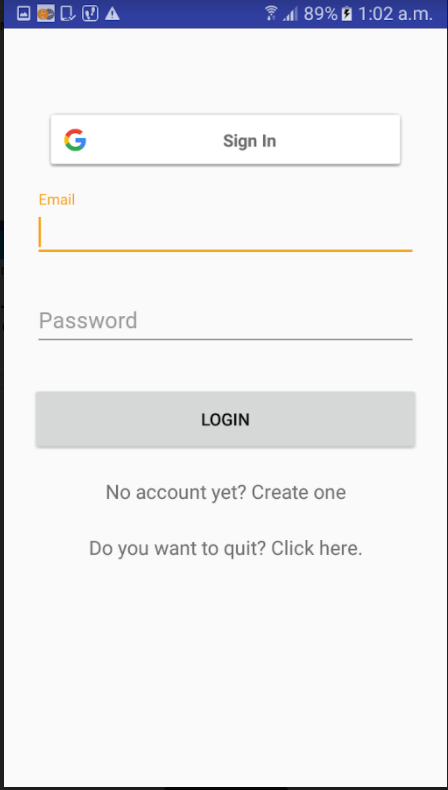 89% 1:02 a.m.
Sign In
Email
Password
LOGIN
No account yet? Create one
Do you want to quit? Click here.